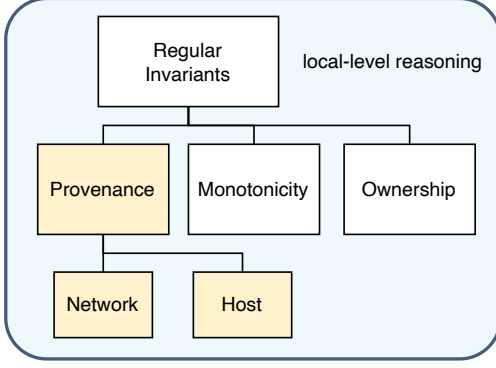 Regular
Invariants
local-level reasoning
Provenance
Monotonicity
Ownership
Network
Host